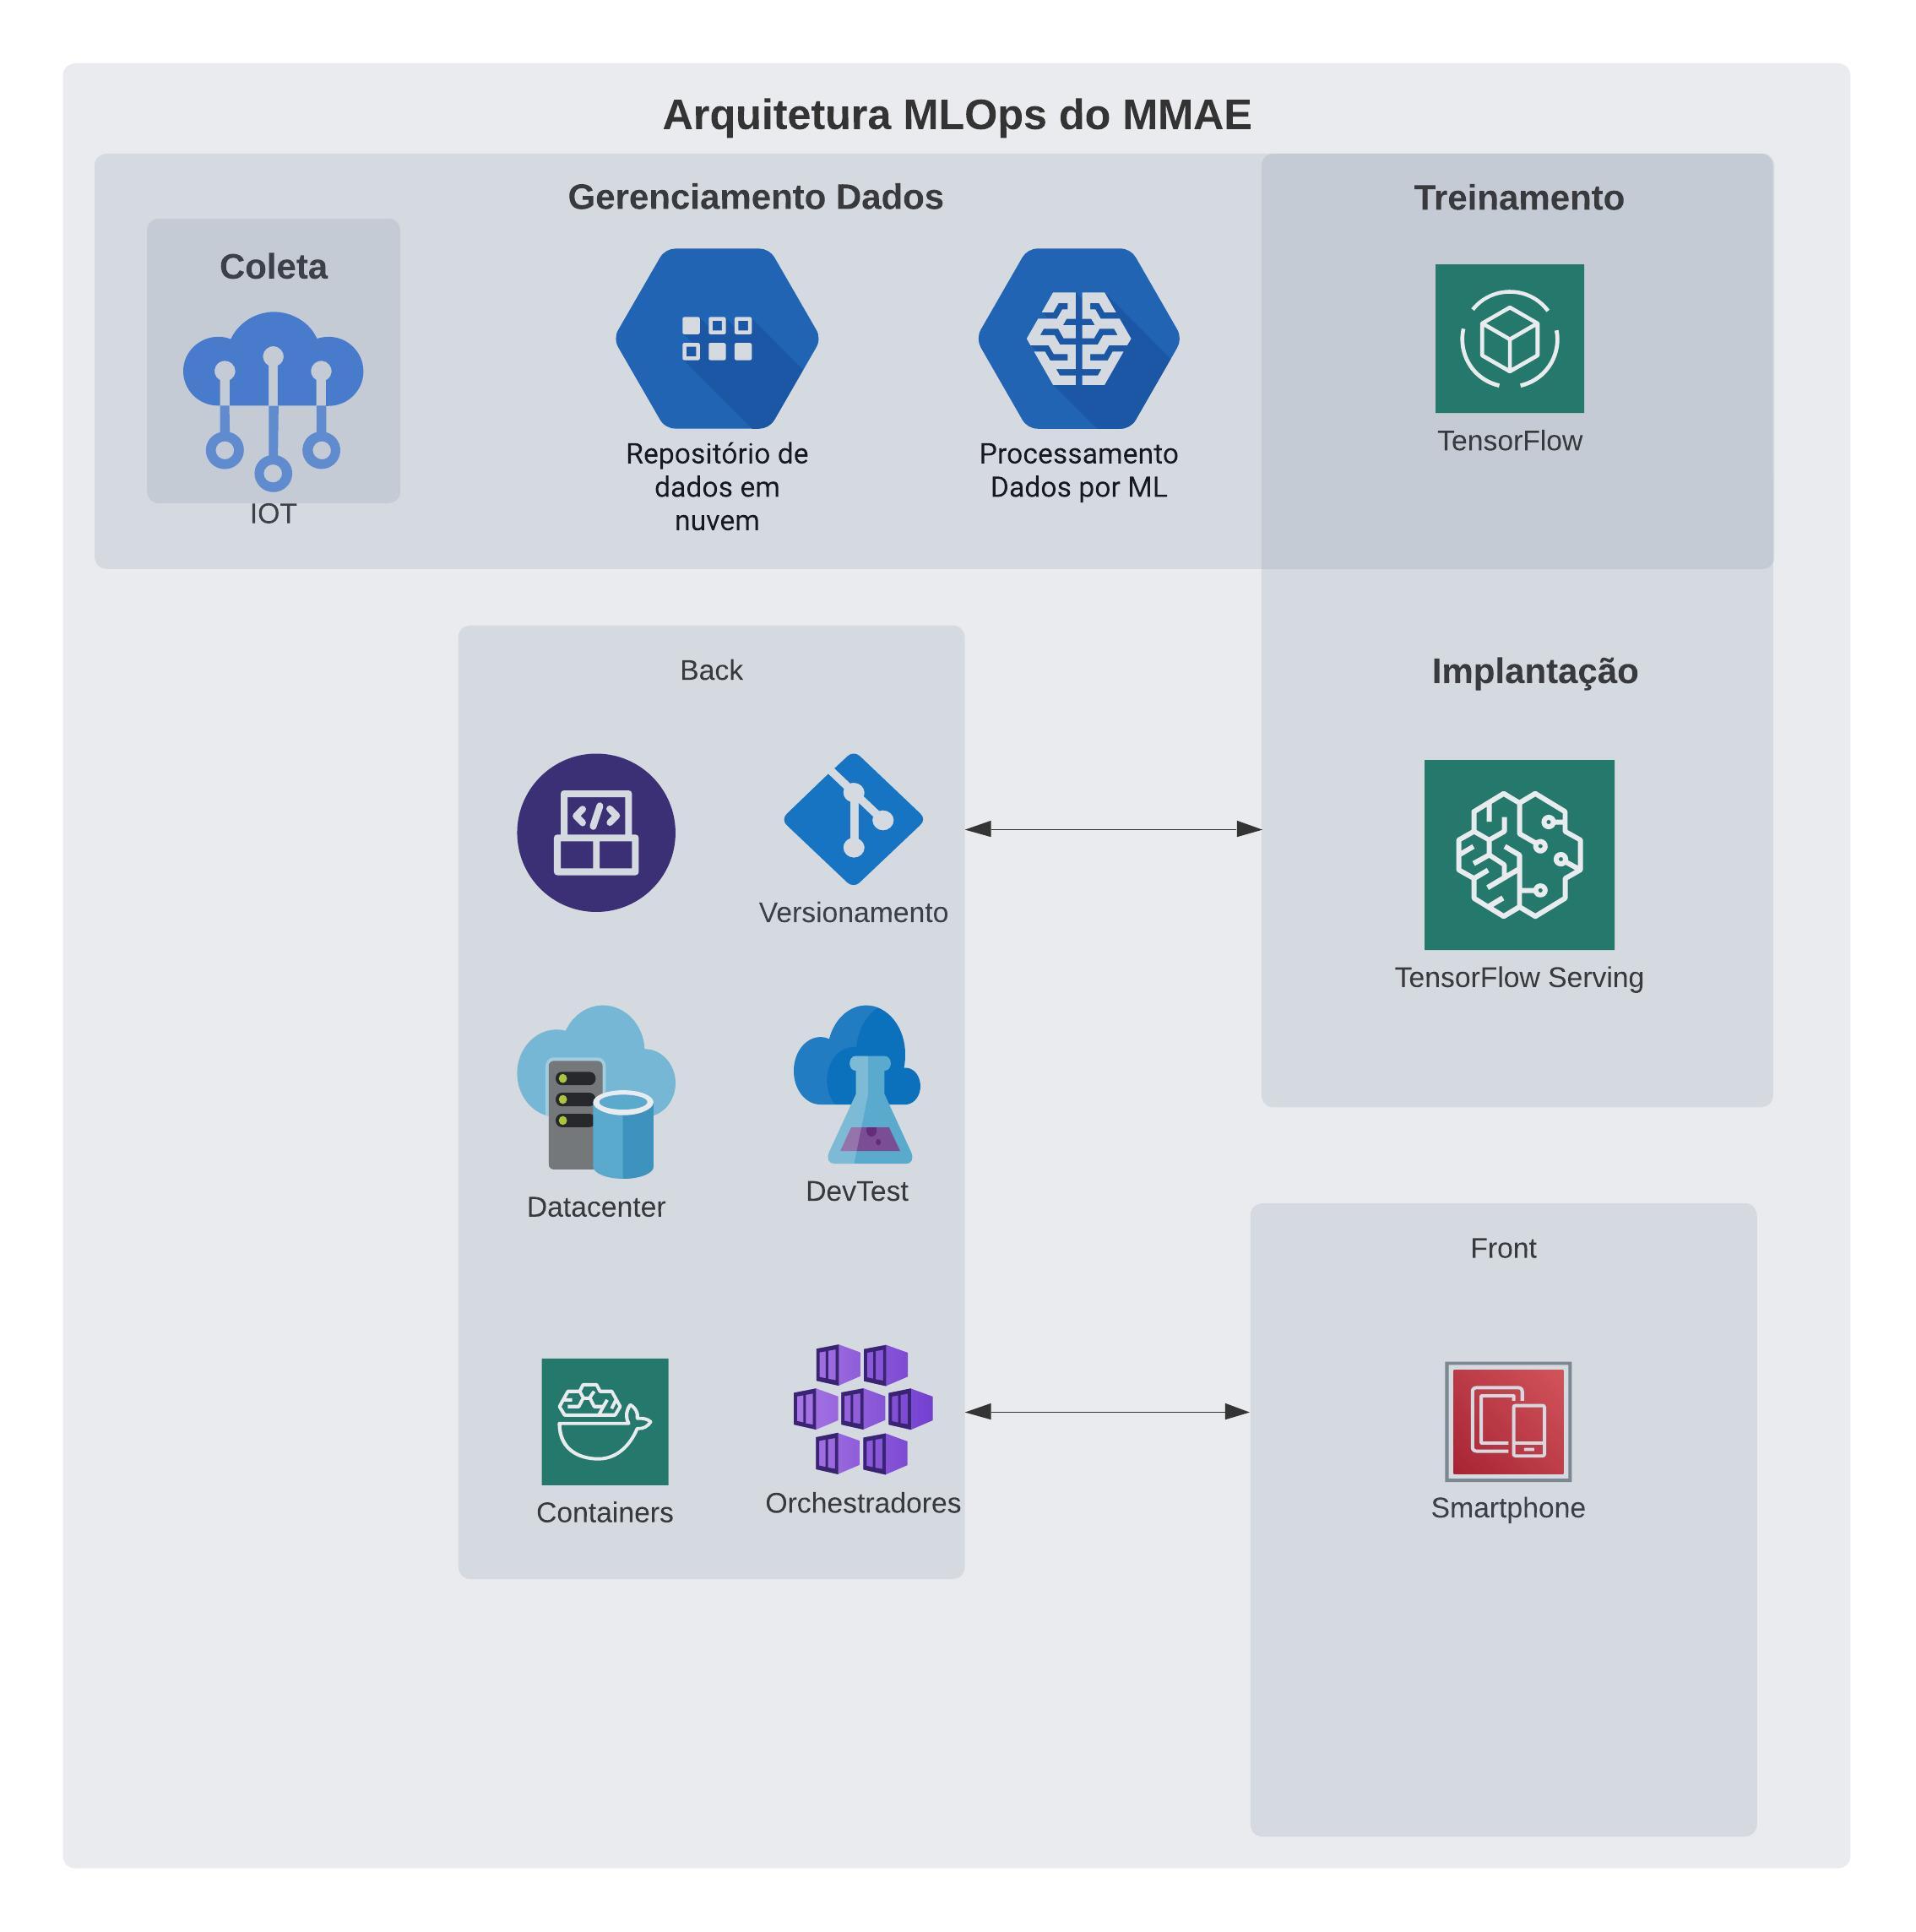 Arquitetura MLOps do MMAE
Gerenciamento Dados
Treinamento
Coleta
IOT
Repositório de
dados em
nuvem
Processamento
Dados por ML
TensorFlow
Back
Versionamento
Datacenter
DevTest
Containers
Orchestradores
Implantação
TensorFlow Serving
Front
Smartphone